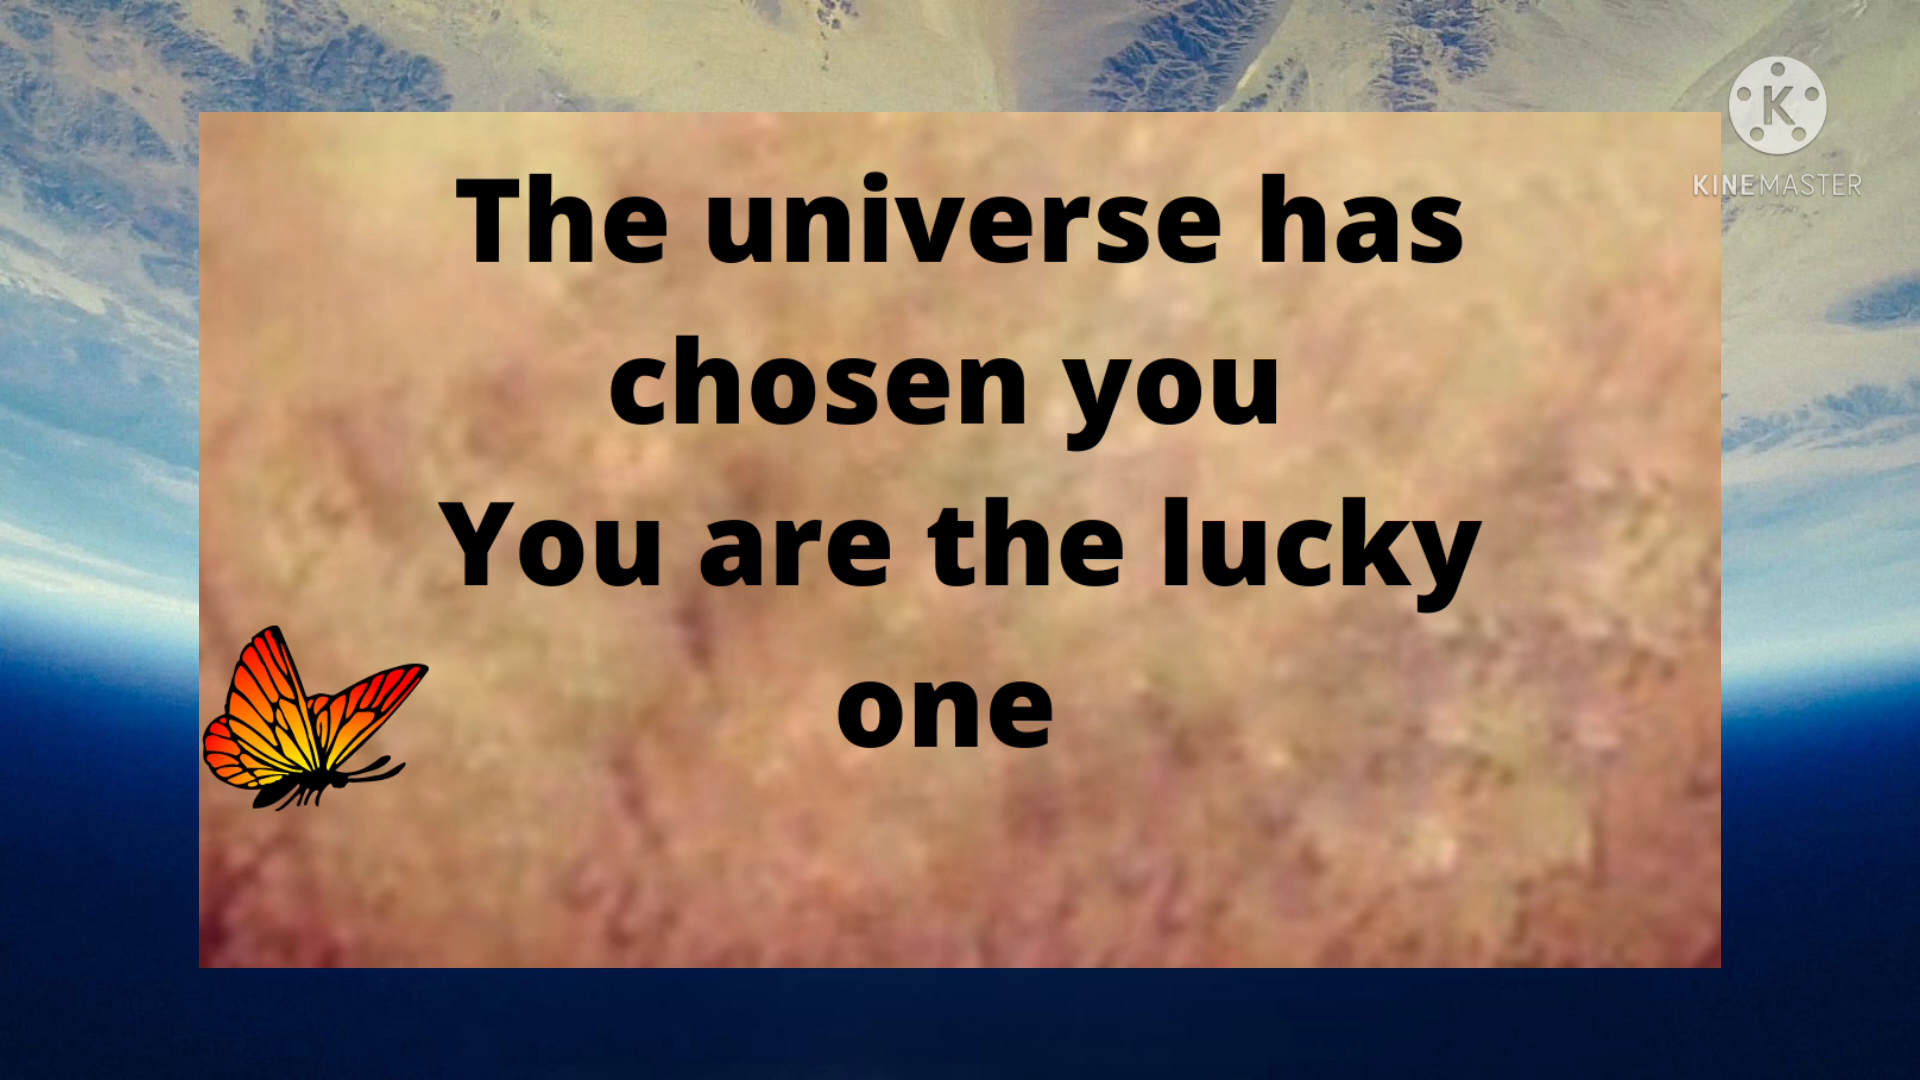 The universe has
chosen you
You are the lucky
one
K
KINEMASTER